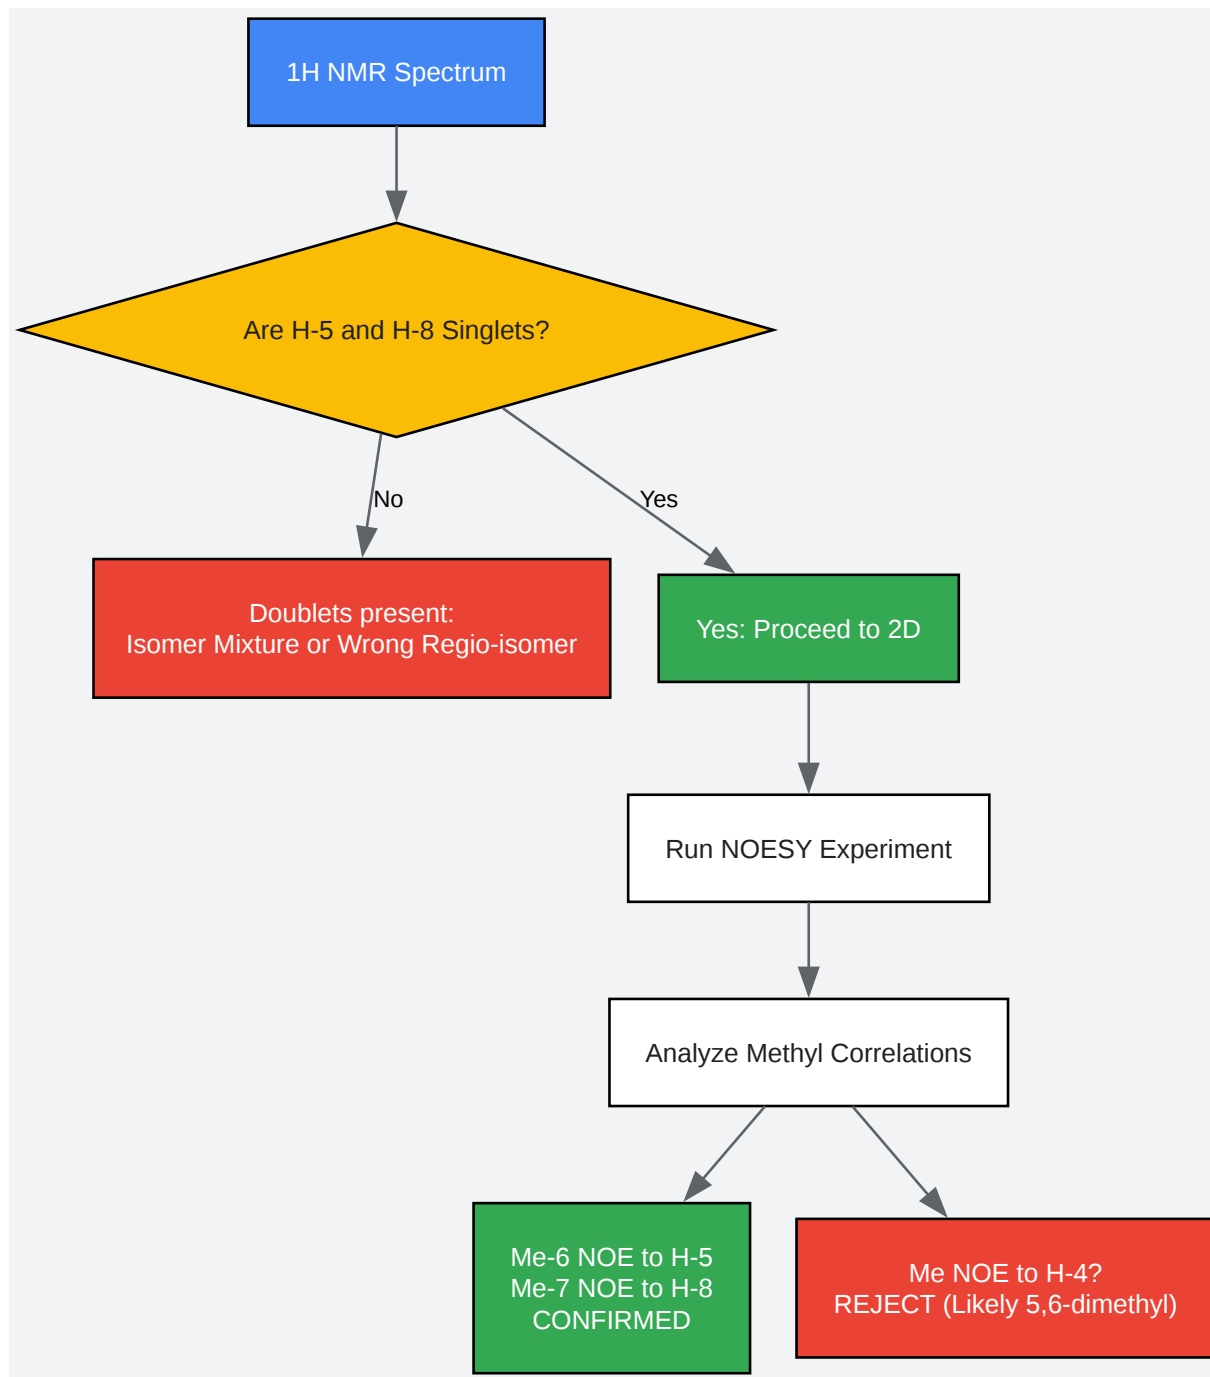 1H NMR Spectrum
Are H-5 and H-8 Singlets?
No
Yes
Doublets present:
Isomer Mixture or Wrong Regio-isomer
Yes: Proceed to 2D
Run NOESY Experiment
Analyze Methyl Correlations
Me-6 NOE to H-5
Me-7 NOE to H-8
CONFIRMED
Me NOE to H-4?
REJECT (Likely 5,6-dimethyl)